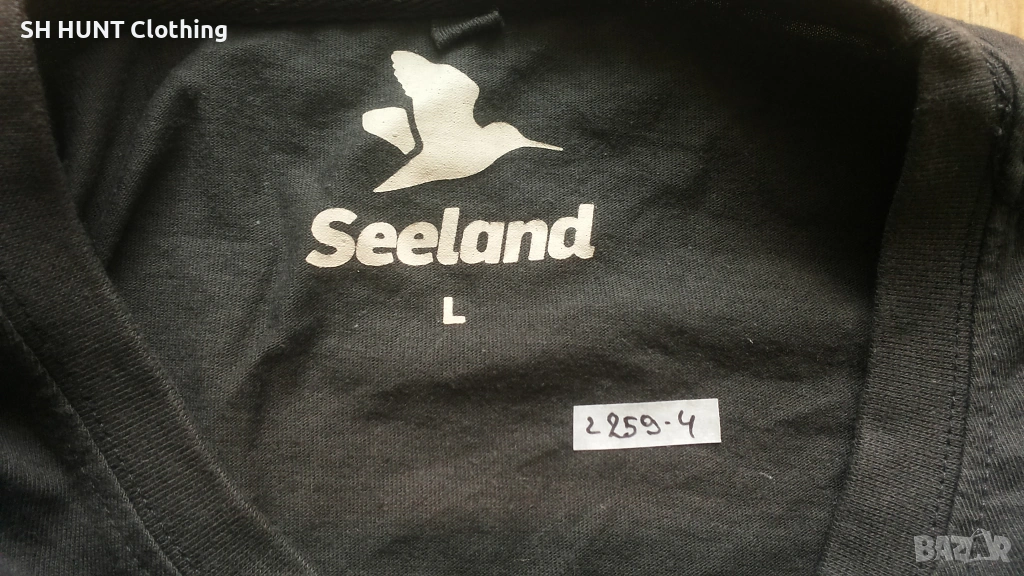 SH HUNT Clothing
Seeland
L
2259-4
BAZAR